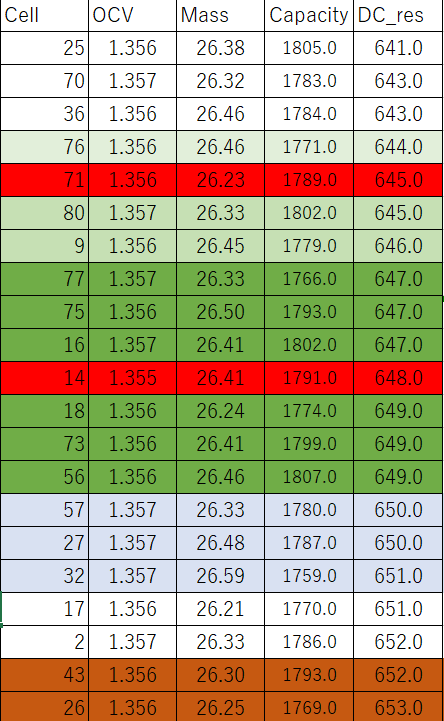 Cell OCV Mass Capacity DC_res
25 1.356 26.38 1805.0 641.0
70 1.357 26.32 1783.0 643.0
36 1.356 26.46 1784.0 643.0
76 1.356 26.46 1771.0 644.0
71 1.356 26.23 1789.0 645.0
80 1.357 26.33 1802.0 645.0
9 1.356 26.45 1779.0 646.0
77 1.357 26.33 1766.0 647.0
75 1.356 26.50 1793.0 647.0
16 1.357 26.41 1802.0 647.0
14 1.355 26.41 1791.0 648.0
18 1.356 26.24 1774.0 649.0
73 1.356 26.41 1799.0 649.0
56 1.356 26.46 1807.0 649.0
57 1.357 26.33 1780.0 650.0
27 1.357 26.48 1787.0 650.0
32 1.357 26.59 1759.0 651.0
17 1.356 26.21 1770.0 651.0
2 1.357 26.33 1786.0 652.0
43 1.356 26.30 1793.0 652.0
26 1.356 26.25 1769.0 653.0